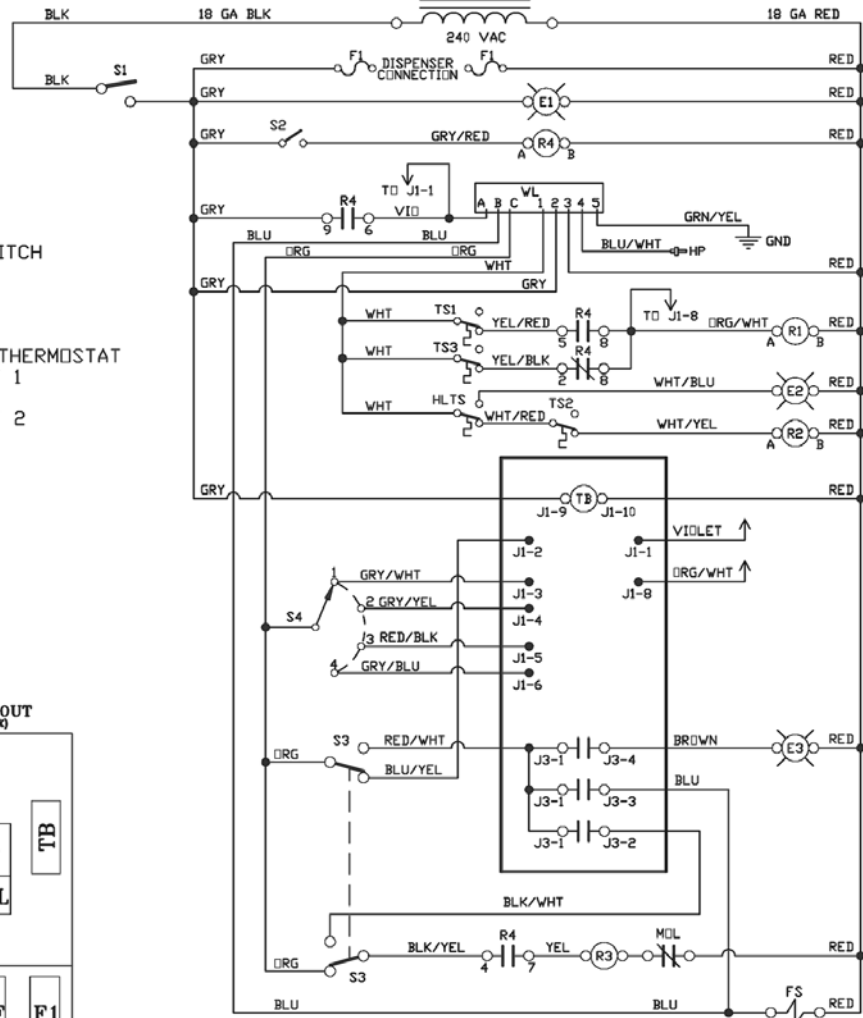 BLK 18 GA BLK 18 GA RED
240 VAC
GRY F1 DISPENSER F1 RED
CONNECTION
BLK S1
GRY E1 RED
GRY S2 GRY/RED R4 RED
A B
TO J1-1 WL
A B C 1 2 3 4 5
GRY R4 VIO GRN/YEL
9 6
BLU BLU GND
ITCH ORG ORG BLU/WHT HP
WHT RED
GRY GRY
WHT TS1 YEL/RED R4 TO J1-8 ORG/WHT R1 RED
5 8 A B
THERMOSTAT
1
WHT TS3 YEL/BLK R4
2 8
WHT/BLU E2 RED
2
WHT HLTS WHT/RED TS2 WHT/YEL R2 RED
A B
GRY TB RED
J1-9 J1-10
VIOLET
J1-2 J1-1
1 GRY/WHT ORG/WHT
J1-3 J1-8
S4 2 GRY/YEL
J1-4
3 RED/BLK
J1-5
4 GRY/BLU
J1-6
OUT
S3 RED/WHT BROWN E3 RED
ORG J3-1 J3-4
BLU/YEL BLU
J3-1 J3-3
TB
J3-1 J3-2
L
BLK/WHT
BLK/YEL R4 YEL R3 MOL RED
4 7
ORG S3
F1
BLU BLU FS RED